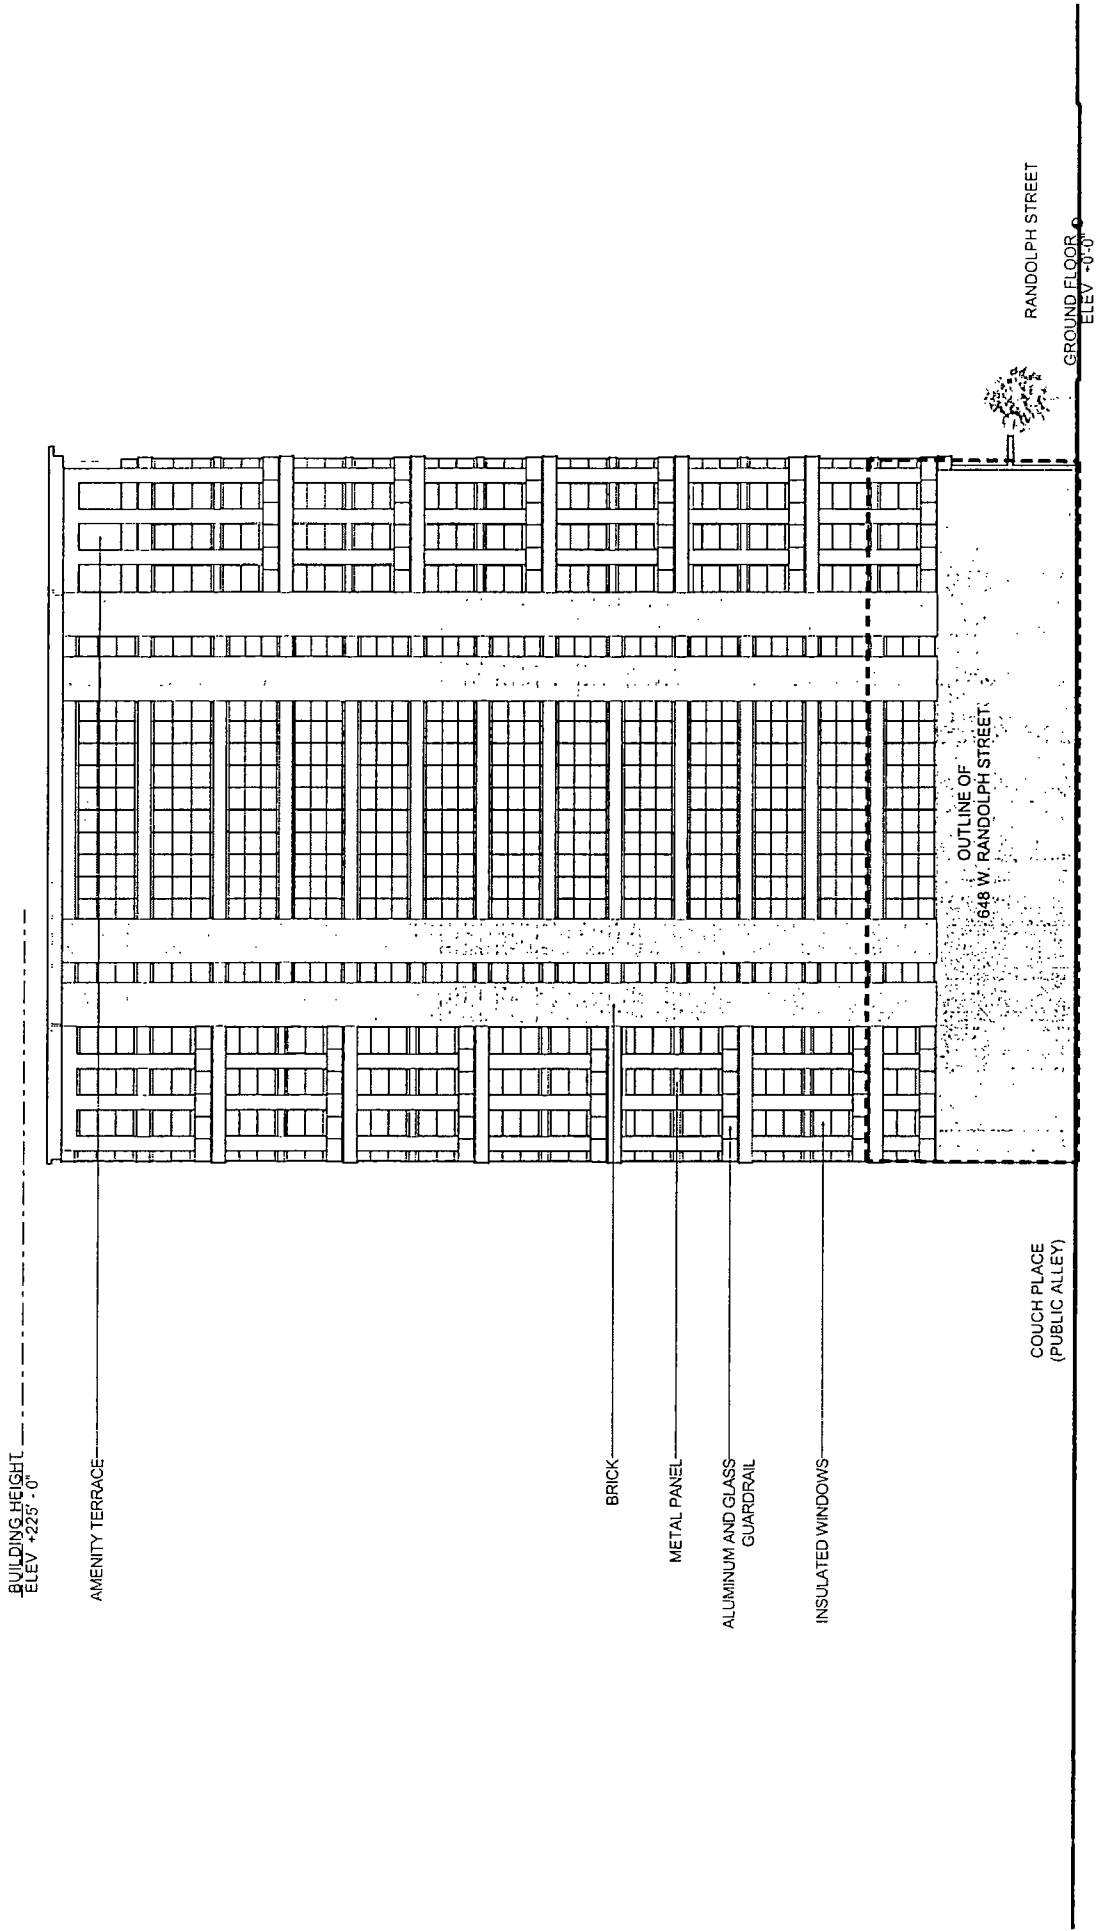 BUILDING HEIGHT
ELEV +225' - 0"
AMENITY TERRACE
BRICK
METAL PANEL
ALUMINUM AND GLASS
GUARDRAIL
INSULATED WINDOWS
OUTLINE OF
648 W. RANDOLPH STREET
COUCH PLACE
(PUBLIC ALLEY)
RANDOLPH STREET
GROUND FLOOR
ELEV +0'-0"